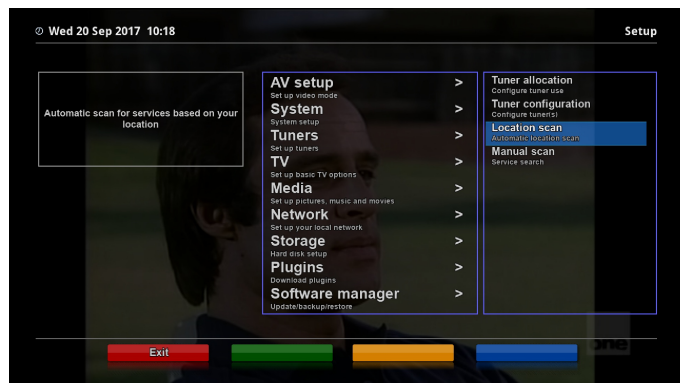 Wed 20 Sep 2017 10:18
Setup
Automatic scan for services based on your
location
AV setup >
Set up video mode
System >
System setup
Tuners >
Set up tuners
TV >
Set up basic TV options
Media >
Set up pictures, music and movies
Network >
Set up your local network
Storage >
Hard disk setup
Plugins >
Download plugins
Software manager >
Update/backup/restore
Tuner allocation
Configure tuner use
Tuner configuration
Configure tuner(s)
Location scan
Automatic location scan
Manual scan
Service search
one
Exit